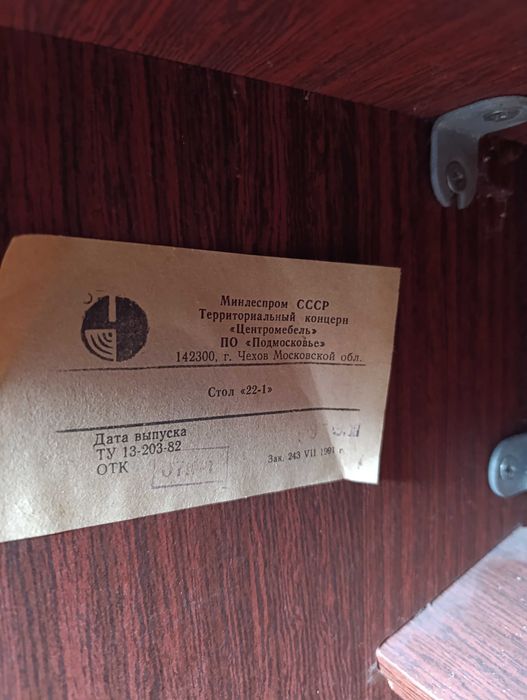 Минлеспром СССР
Территориальный концерн
«Центромебель»
ПО «Подмосковье»
142300, г. Чехов Московской обл.
Стол «22-1»
Дата выпуска
ТУ 13-203-82
ОТК
Зак. 243 VII 1991 г.